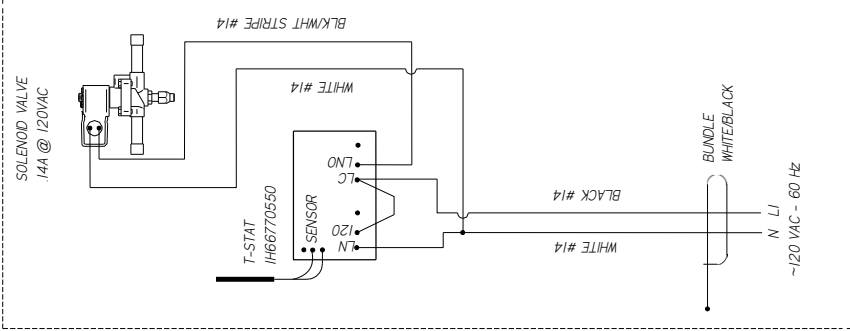 BLK/WHT STRIPE #14
WHITE #14
SOLENOID VALVE
.14A @ 120VAC
LNO
LC
120
LN
SENSOR
T-STAT
IH66770550
BLACK #14
WHITE #14
BUNDLE
WHITE/BLACK
L1
N
~120 VAC - 60 Hz